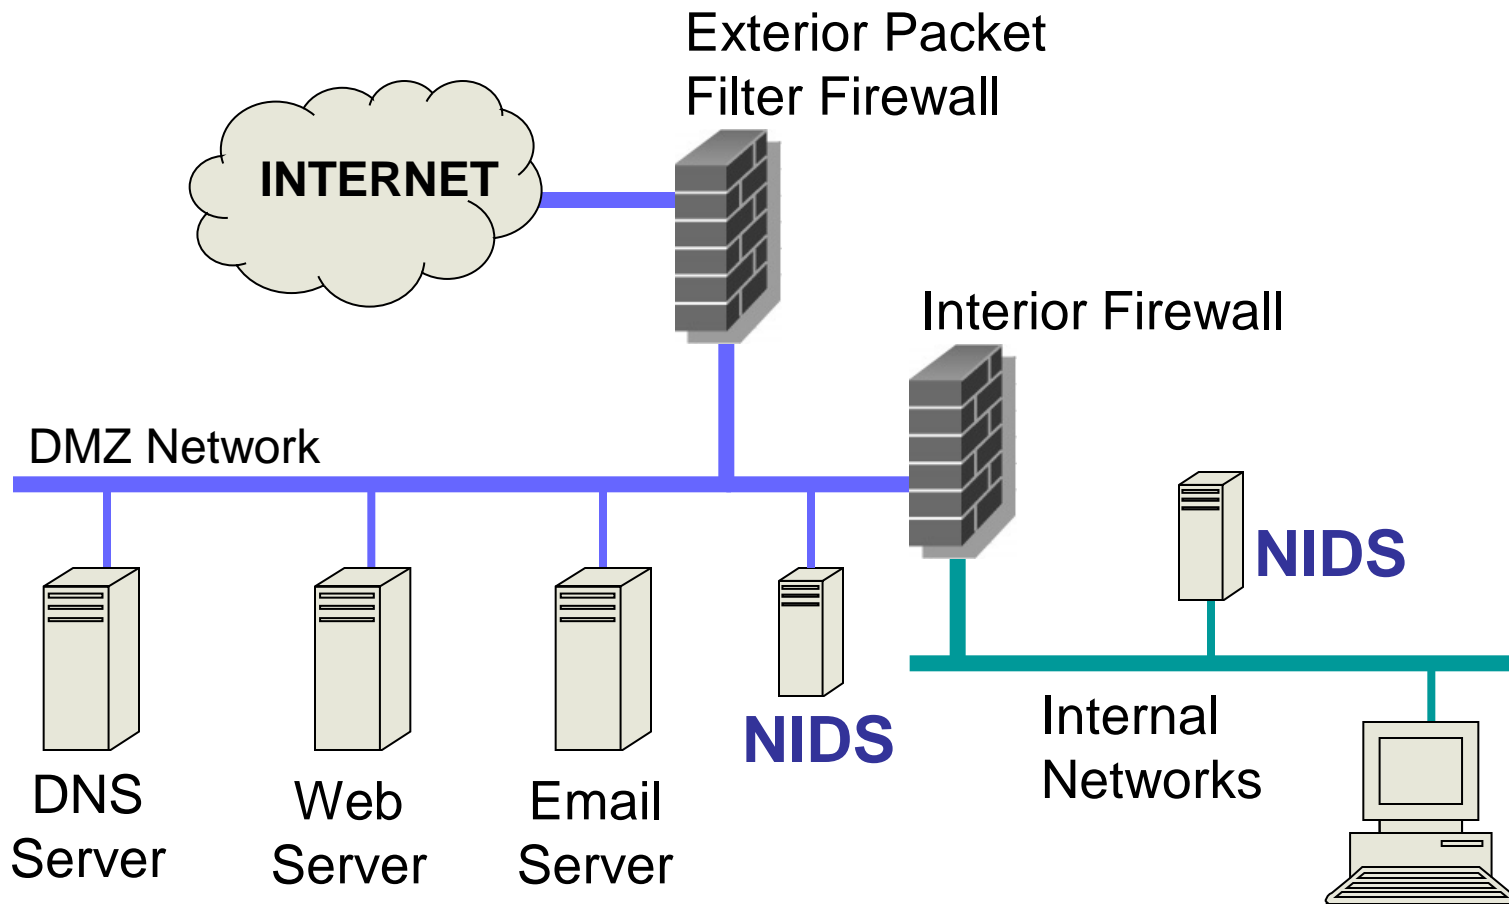 Exterior Packet
Filter Firewall
INTERNET
Interior Firewall
DMZ Network
NIDS
NIDS
Internal
Networks
DNS
Server
Web
Server
Email
Server